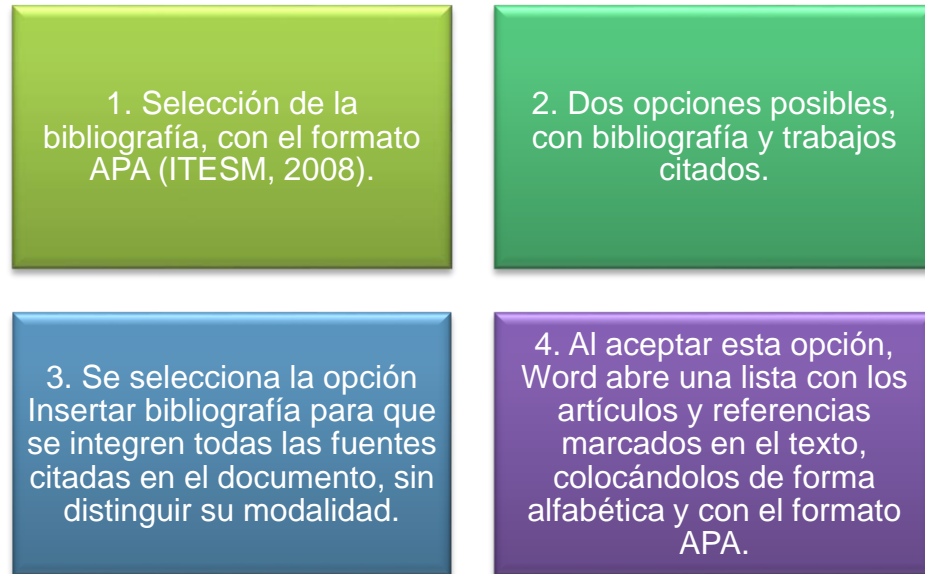 1. Selección de la
bibliografía, con el formato
APA (ITESM, 2008).
2. Dos opciones posibles,
con bibliografía y trabajos
citados.
3. Se selecciona la opción
Insertar bibliografía para que
se integren todas las fuentes
citadas en el documento, sin
distinguir su modalidad.
4. Al aceptar esta opción,
Word abre una lista con los
artículos y referencias
marcados en el texto,
colocándolos de forma
alfabética y con el formato
APA.